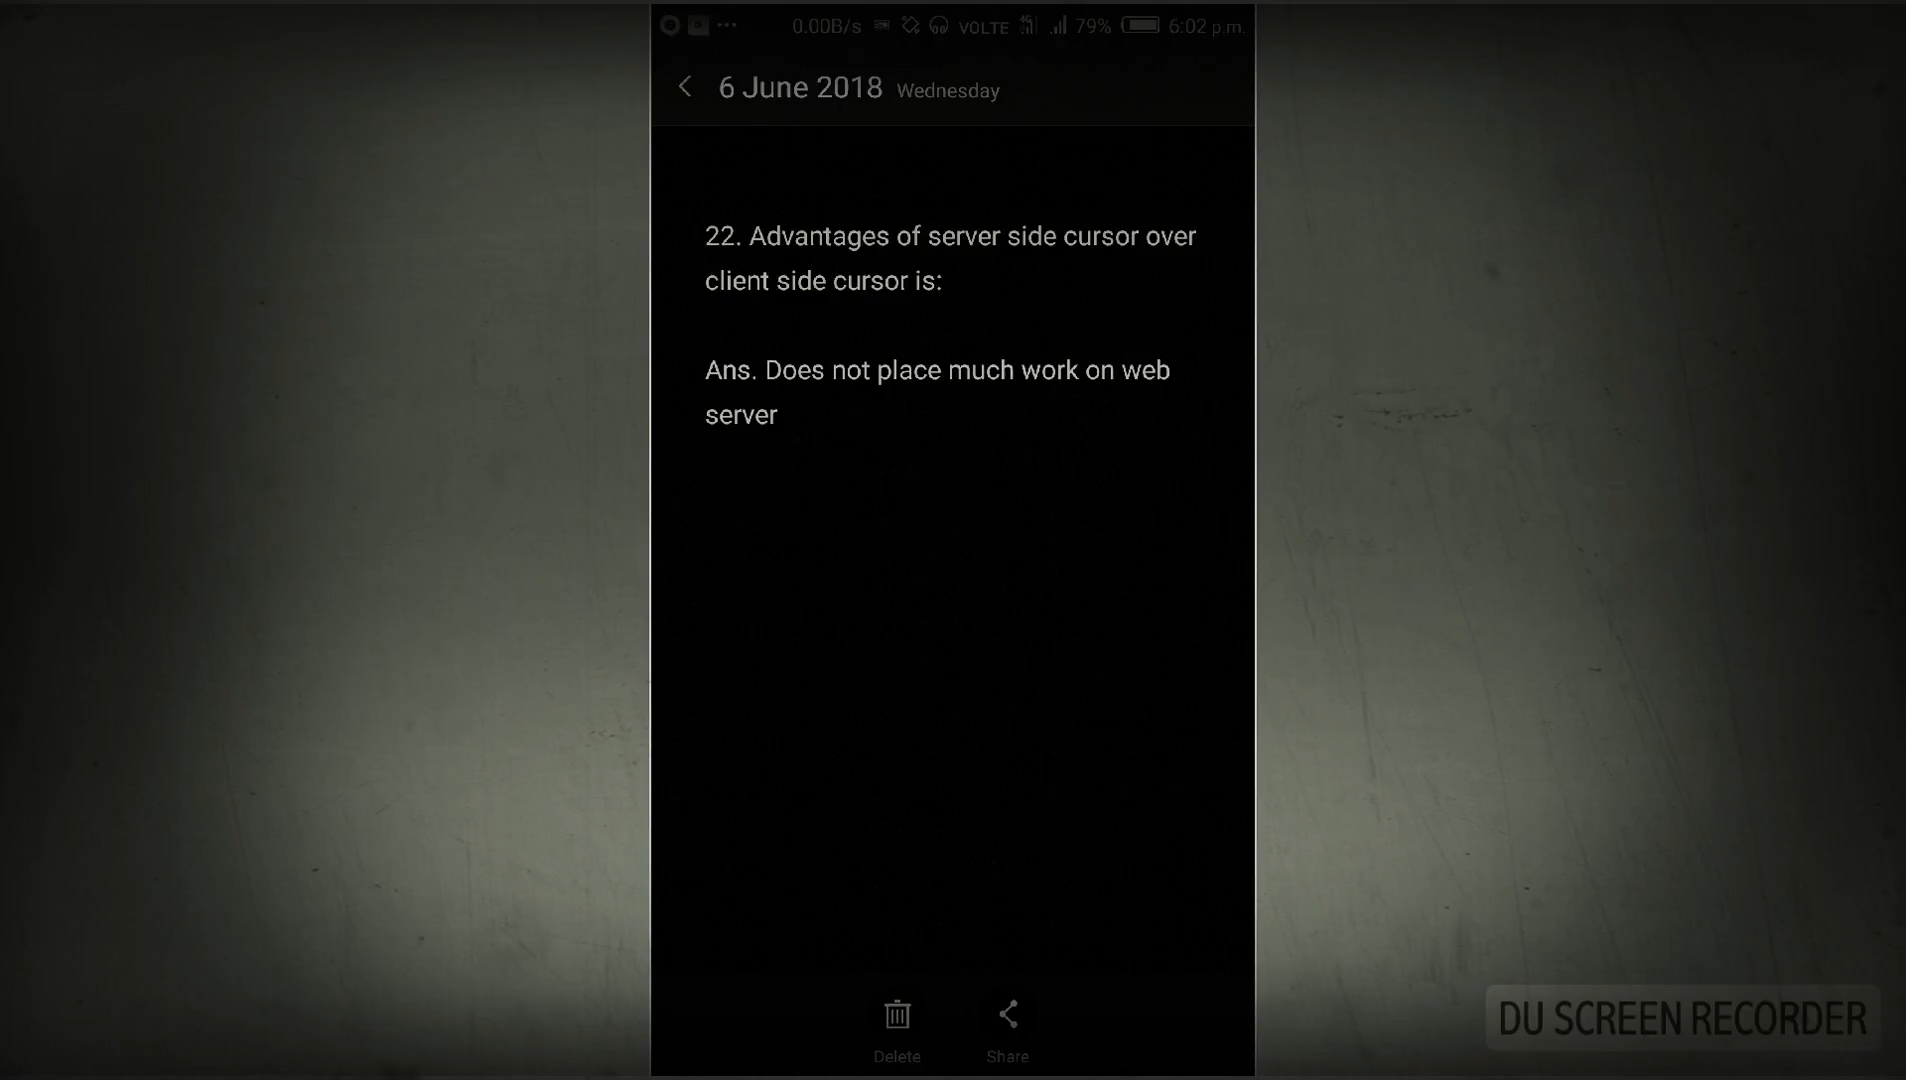 0.00B/s VOLTE 4G 79% 6:02 p.m.
6 June 2018 Wednesday
22. Advantages of server side cursor over
client side cursor is:
Ans. Does not place much work on web
server
Delete Share
DU SCREEN RECORDER